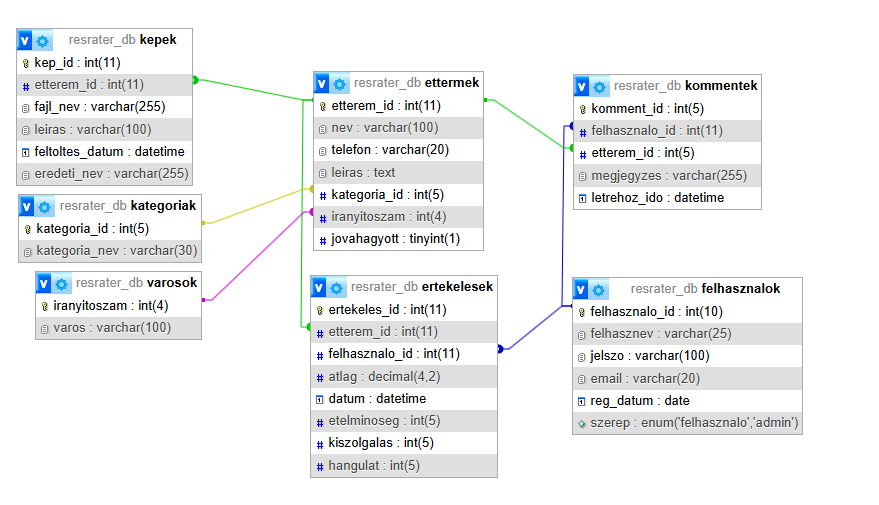 resrater_db kepek
kep_id : int(11)
etterem_id : int(11)
fajl_nev : varchar(255)
leiras : varchar(100)
feltoltes_datum : datetime
eredeti_nev : varchar(255)
resrater_db kategoriak
kategoria_id : int(5)
kategoria_nev : varchar(30)
resrater_db varosok
iranyitoszam : int(4)
varos : varchar(100)
resrater_db ettermek
etterem_id : int(11)
nev : varchar(100)
telefon : varchar(20)
leiras : text
kategoria_id : int(5)
iranyitoszam : int(4)
jovahagyott : tinyint(1)
resrater_db ertekelesek
ertekeles_id : int(11)
etterem_id : int(11)
felhasznalo_id : int(11)
atlag : decimal(4,2)
datum : datetime
etelminoseg : int(5)
kiszolgalas : int(5)
hangulat : int(5)
resrater_db kommentek
komment_id : int(5)
felhasznalo_id : int(11)
etterem_id : int(5)
megjegyzes : varchar(255)
letrehoz_ido : datetime
resrater_db felhasznalok
felhasznalo_id : int(10)
felhasznev : varchar(25)
jelszo : varchar(100)
email : varchar(20)
reg_datum : date
szerep : enum('felhasznalo','admin')